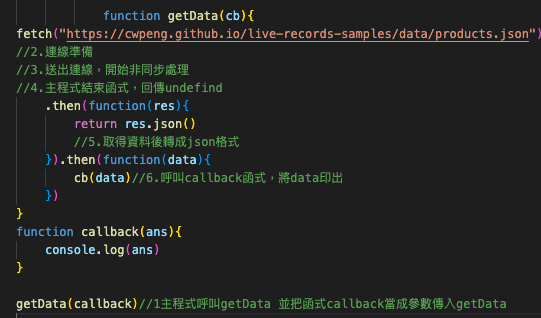 function getData(cb){
fetch("https://cwpeng.github.io/live-records-samples/data/products.json")
//2.連線準備
//3.送出連線，開始非同步處理
//4.主程式結束函式，回傳undefind
.then(function(res){
return res.json()
//5.取得資料後轉成json格式
}).then(function(data){
cb(data)//6.呼叫callback函式，將data印出
})
}
function callback(ans){
console.log(ans)
}
getData(callback)//1主程式呼叫getData 並把函式callback當成參數傳入getData